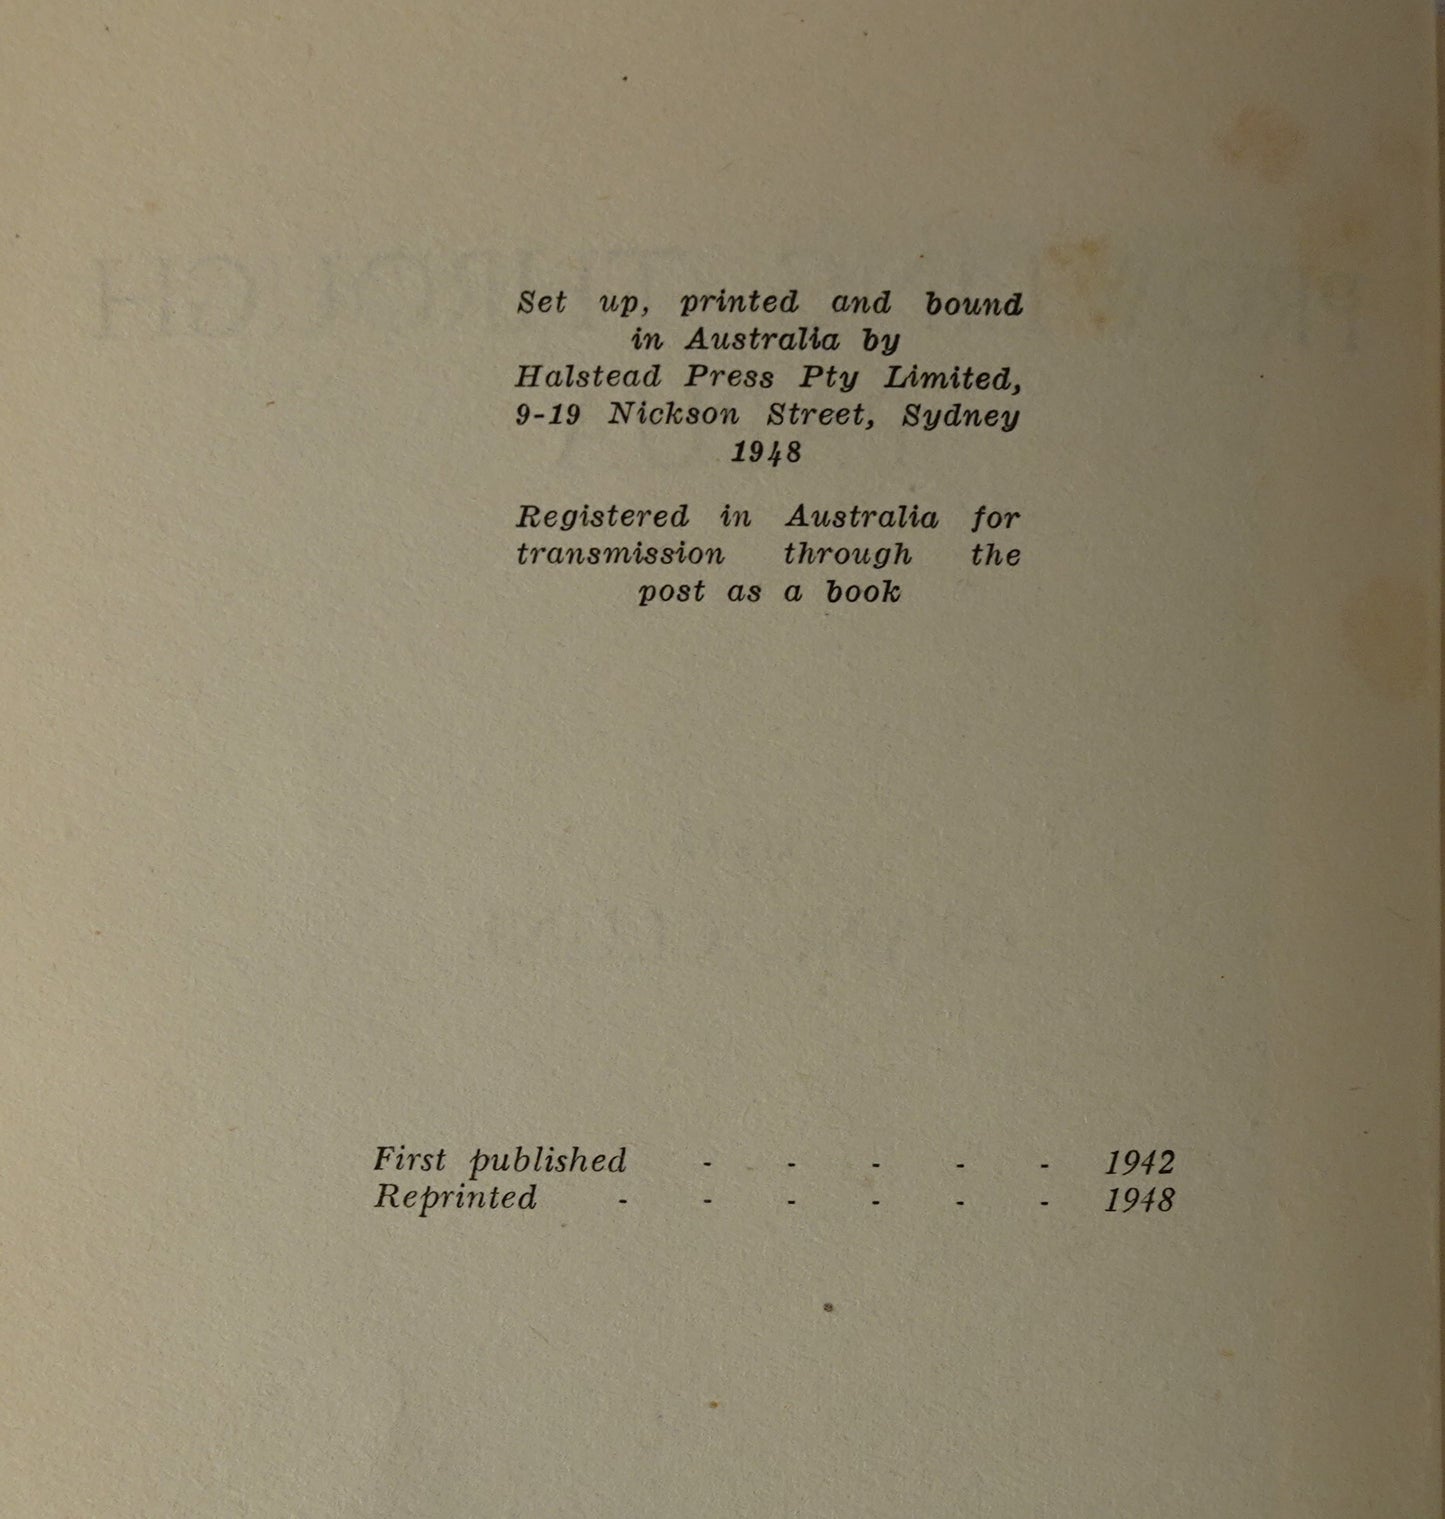 Set up, printed and bound
in Australia by
Halstead Press Pty Limited,
9-19 Nickson Street, Sydney
1948
Registered in Australia for
transmission through the
post as a book
First published - - - - - 1942
Reprinted - - - - - - 1948